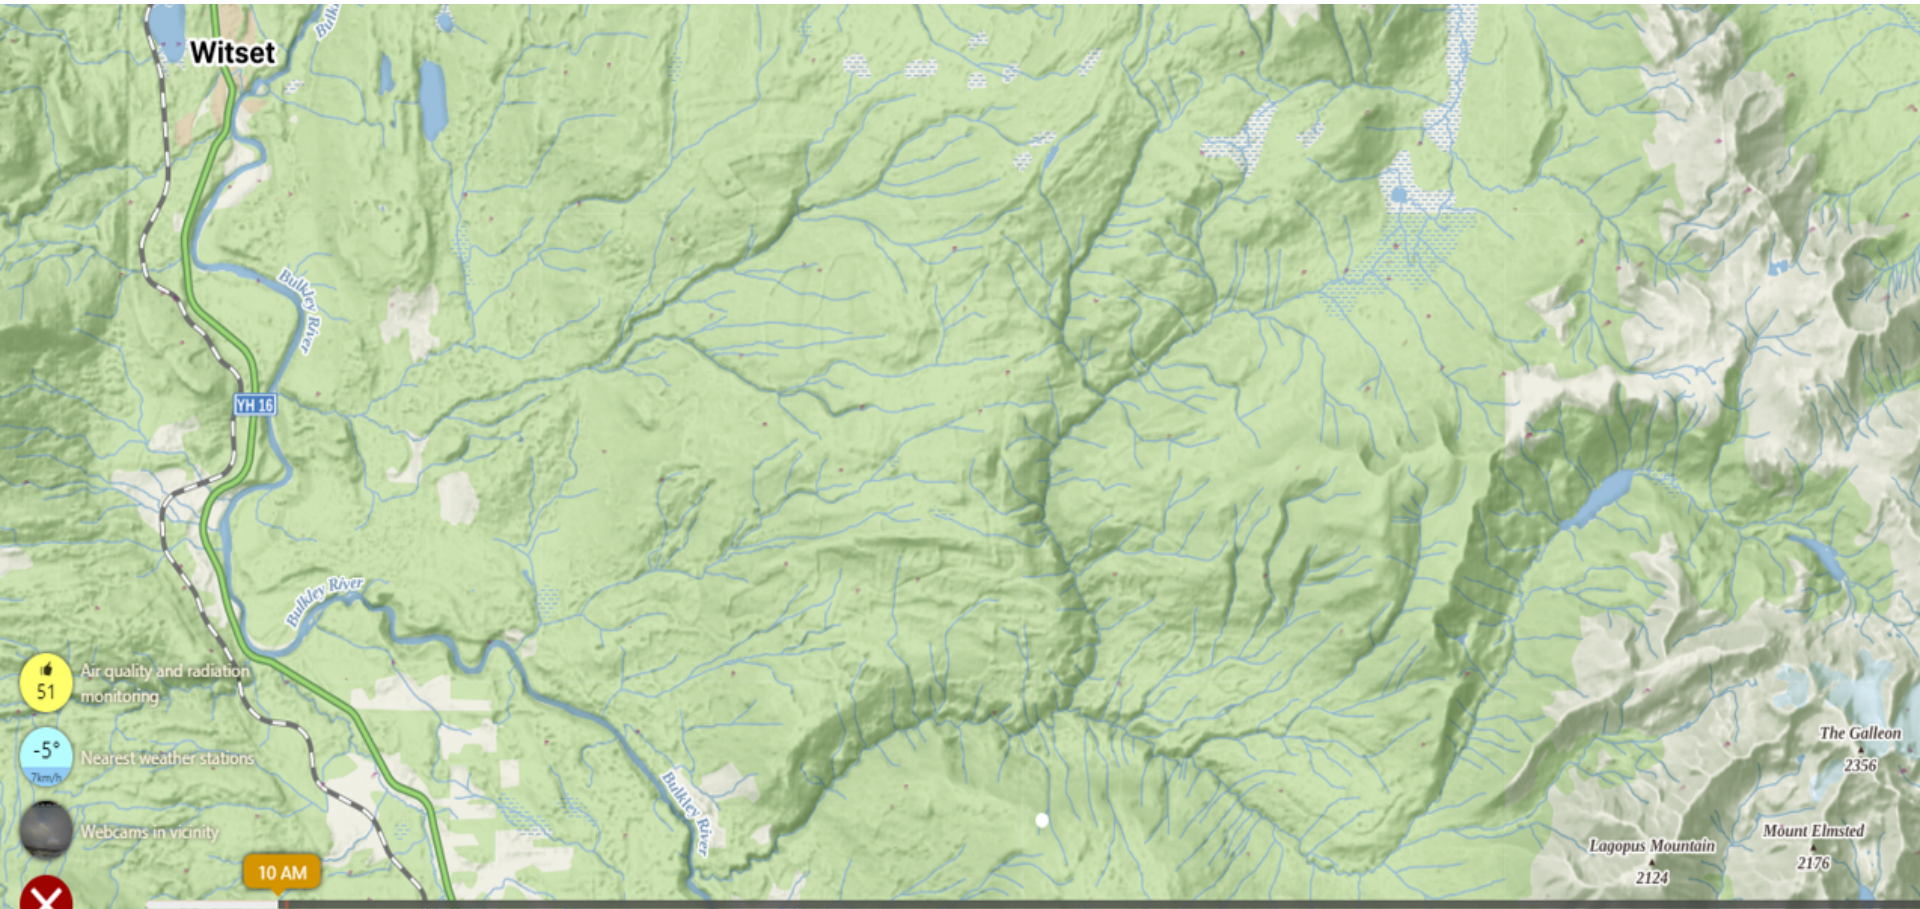 Bulk
Witset
Bulkley River
YH 16
Bulkley River
51
Air quality and radiation
monitoring
-5°
7km/h
Nearest weather stations
Webcams in vicinity
Bulkley River
The Galleon
2356
Mount Elmsted
2176
Lagopus Mountain
2124
10 AM